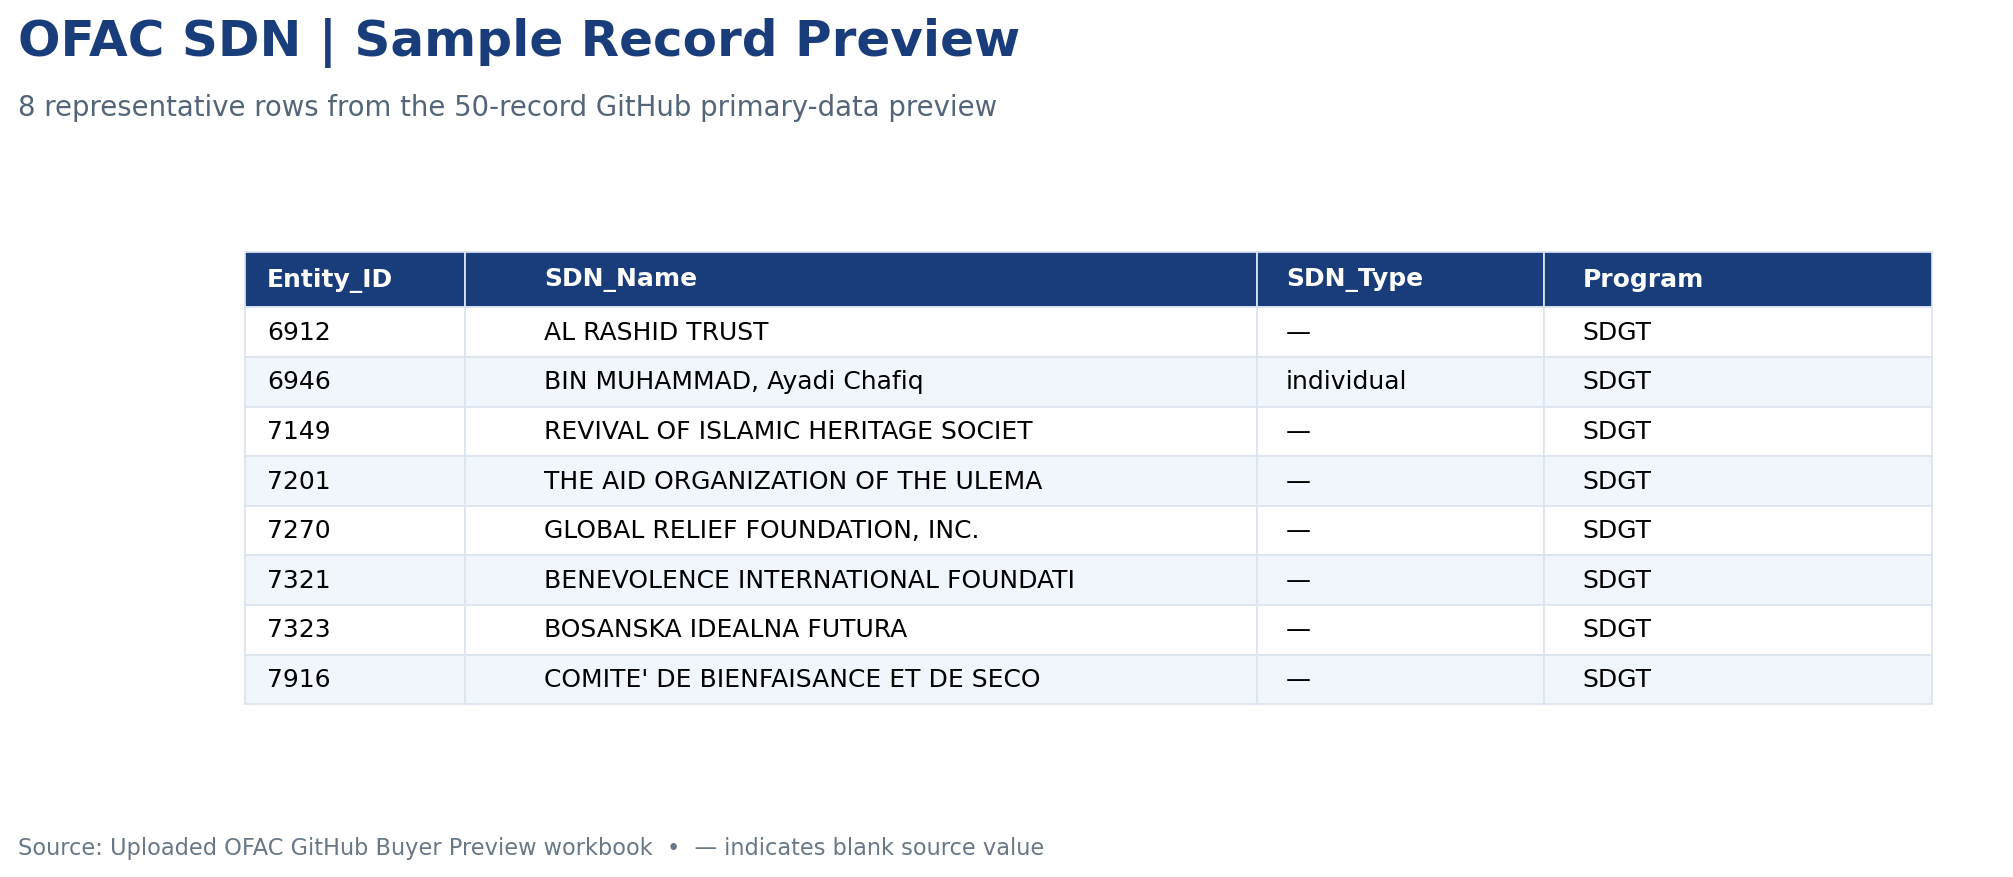 OFAC SDN | Sample Record Preview
8 representative rows from the 50-record GitHub primary-data preview
Entity_ID SDN_Name SDN_Type Program
6912 AL RASHID TRUST — SDGT
6946 BIN MUHAMMAD, Ayadi Chafiq individual SDGT
7149 REVIVAL OF ISLAMIC HERITAGE SOCIET — SDGT
7201 THE AID ORGANIZATION OF THE ULEMA — SDGT
7270 GLOBAL RELIEF FOUNDATION, INC. — SDGT
7321 BENEVOLENCE INTERNATIONAL FOUNDATI — SDGT
7323 BOSANSKA IDEALNA FUTURA — SDGT
7916 COMITE' DE BIENFAISANCE ET DE SECO — SDGT
Source: Uploaded OFAC GitHub Buyer Preview workbook • — indicates blank source value